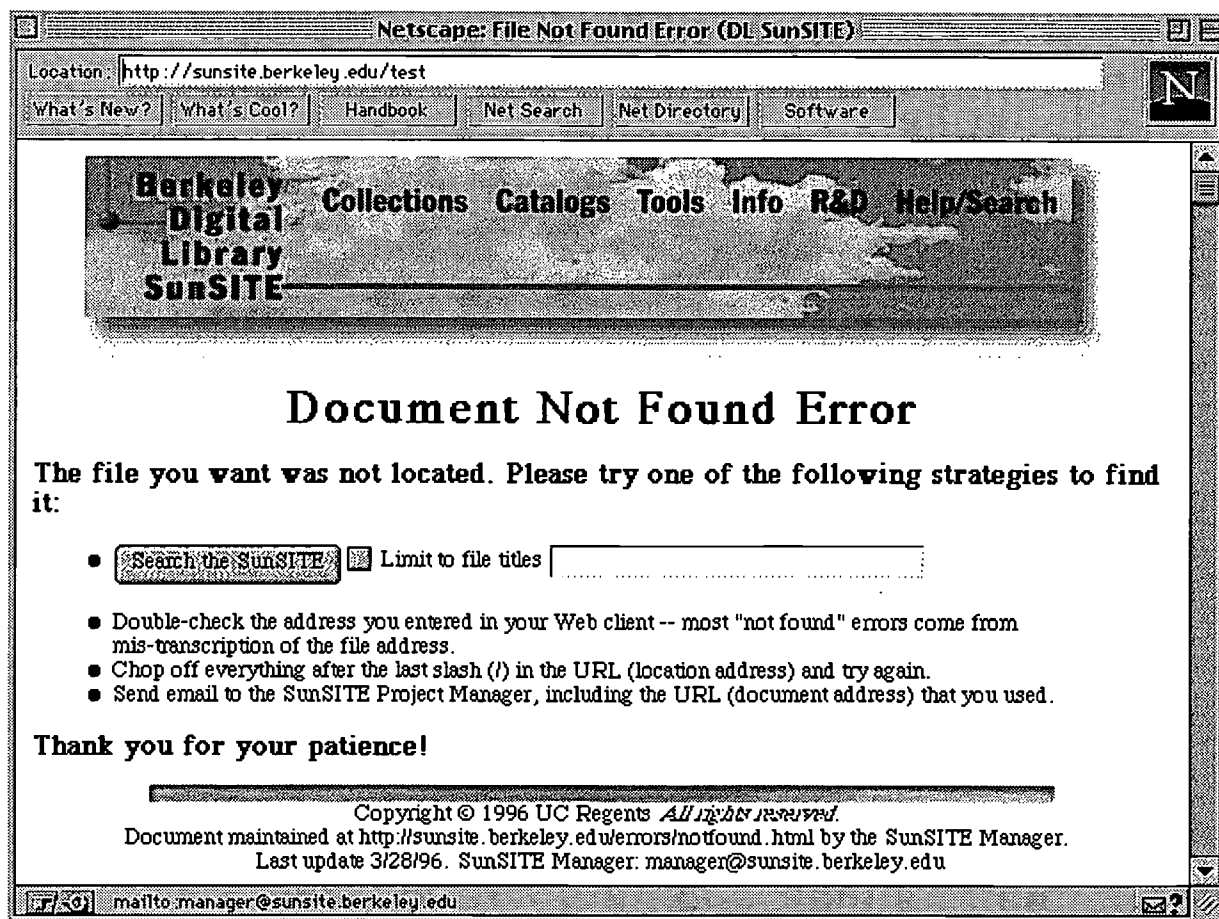 Netscape: File Not Found Error (DL SunSITE)
Location: http://sunsite.berkeley.edu/test
What's New? What's Cool? Handbook Net Search Net Directory Software
N
Berkeley
Digital
Library
SunSITE
Collections Catalogs Tools Info R&D Help/Search
Document Not Found Error
The file you want was not located. Please try one of the following strategies to find
it:
Search the SunSITE Limit to file titles
Double-check the address you entered in your Web client -- most "not found" errors come from
mis-transcription of the file address.
Chop off everything after the last slash (/) in the URL (location address) and try again.
Send email to the SunSITE Project Manager, including the URL (document address) that you used.
Thank you for your patience!
Copyright © 1996 UC Regents All rights reserved.
Document maintained at http://sunsite.berkeley.edu/errors/notfound.html by the SunSITE Manager.
Last update 3/28/96. SunSITE Manager: manager@sunsite.berkeley.edu
mailto:manager@sunsite.berkeley.edu
?